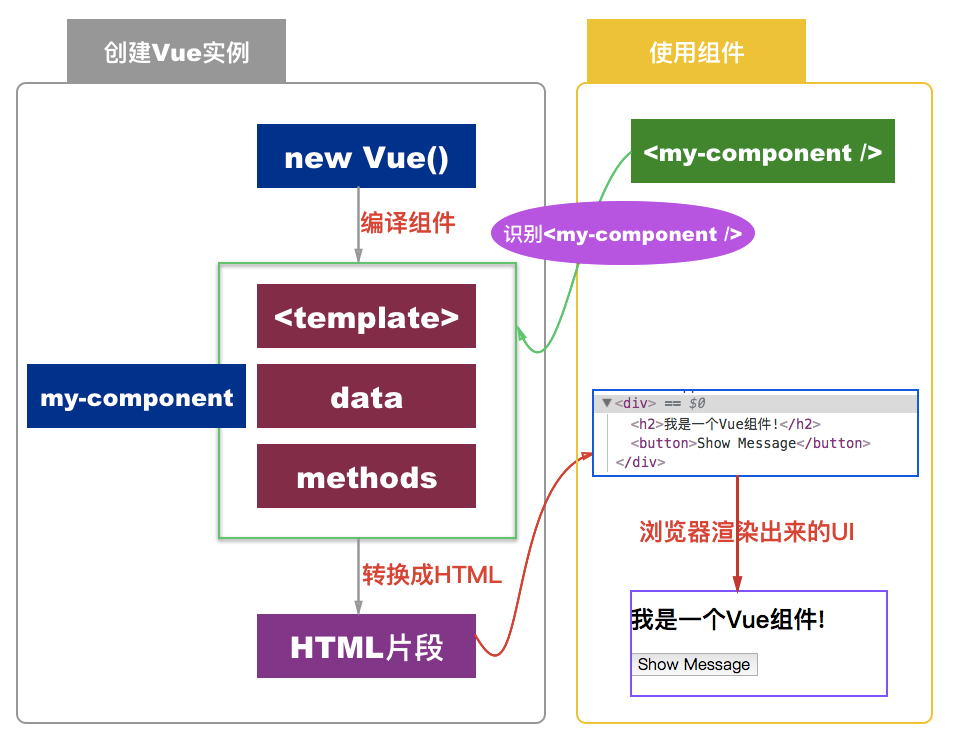 创建Vue实例
使用组件
new Vue()
<my-component />
编译组件
识别<my-component />
<template>
my-component
data
methods
▼<div> == $0
<h2>我是一个Vue组件!</h2>
<button>Show Message</button>
</div>
浏览器渲染出来的UI
转换成HTML
HTML片段
我是一个Vue组件!
Show Message